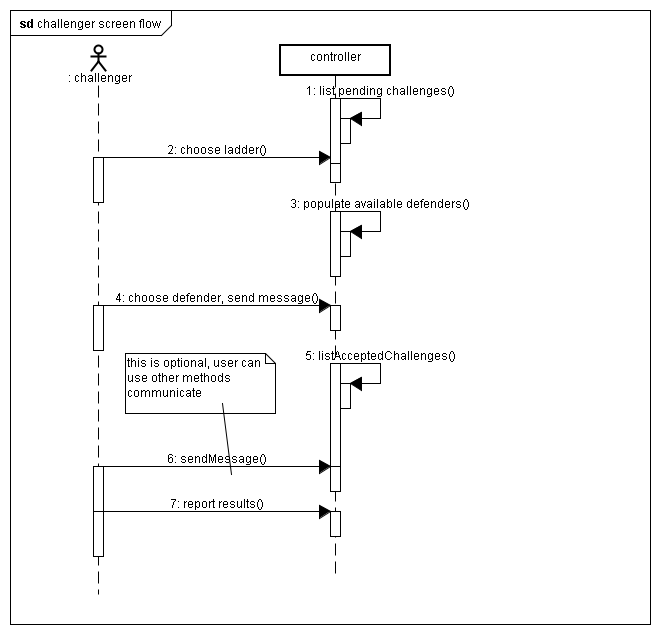 sd challenger screen flow
: challenger
controller
1: list pending challenges()
2: choose ladder()
3: populate available defenders()
4: choose defender, send message()
5: listAcceptedChallenges()
this is optional, user can
use other methods
communicate
6: sendMessage()
7: report results()